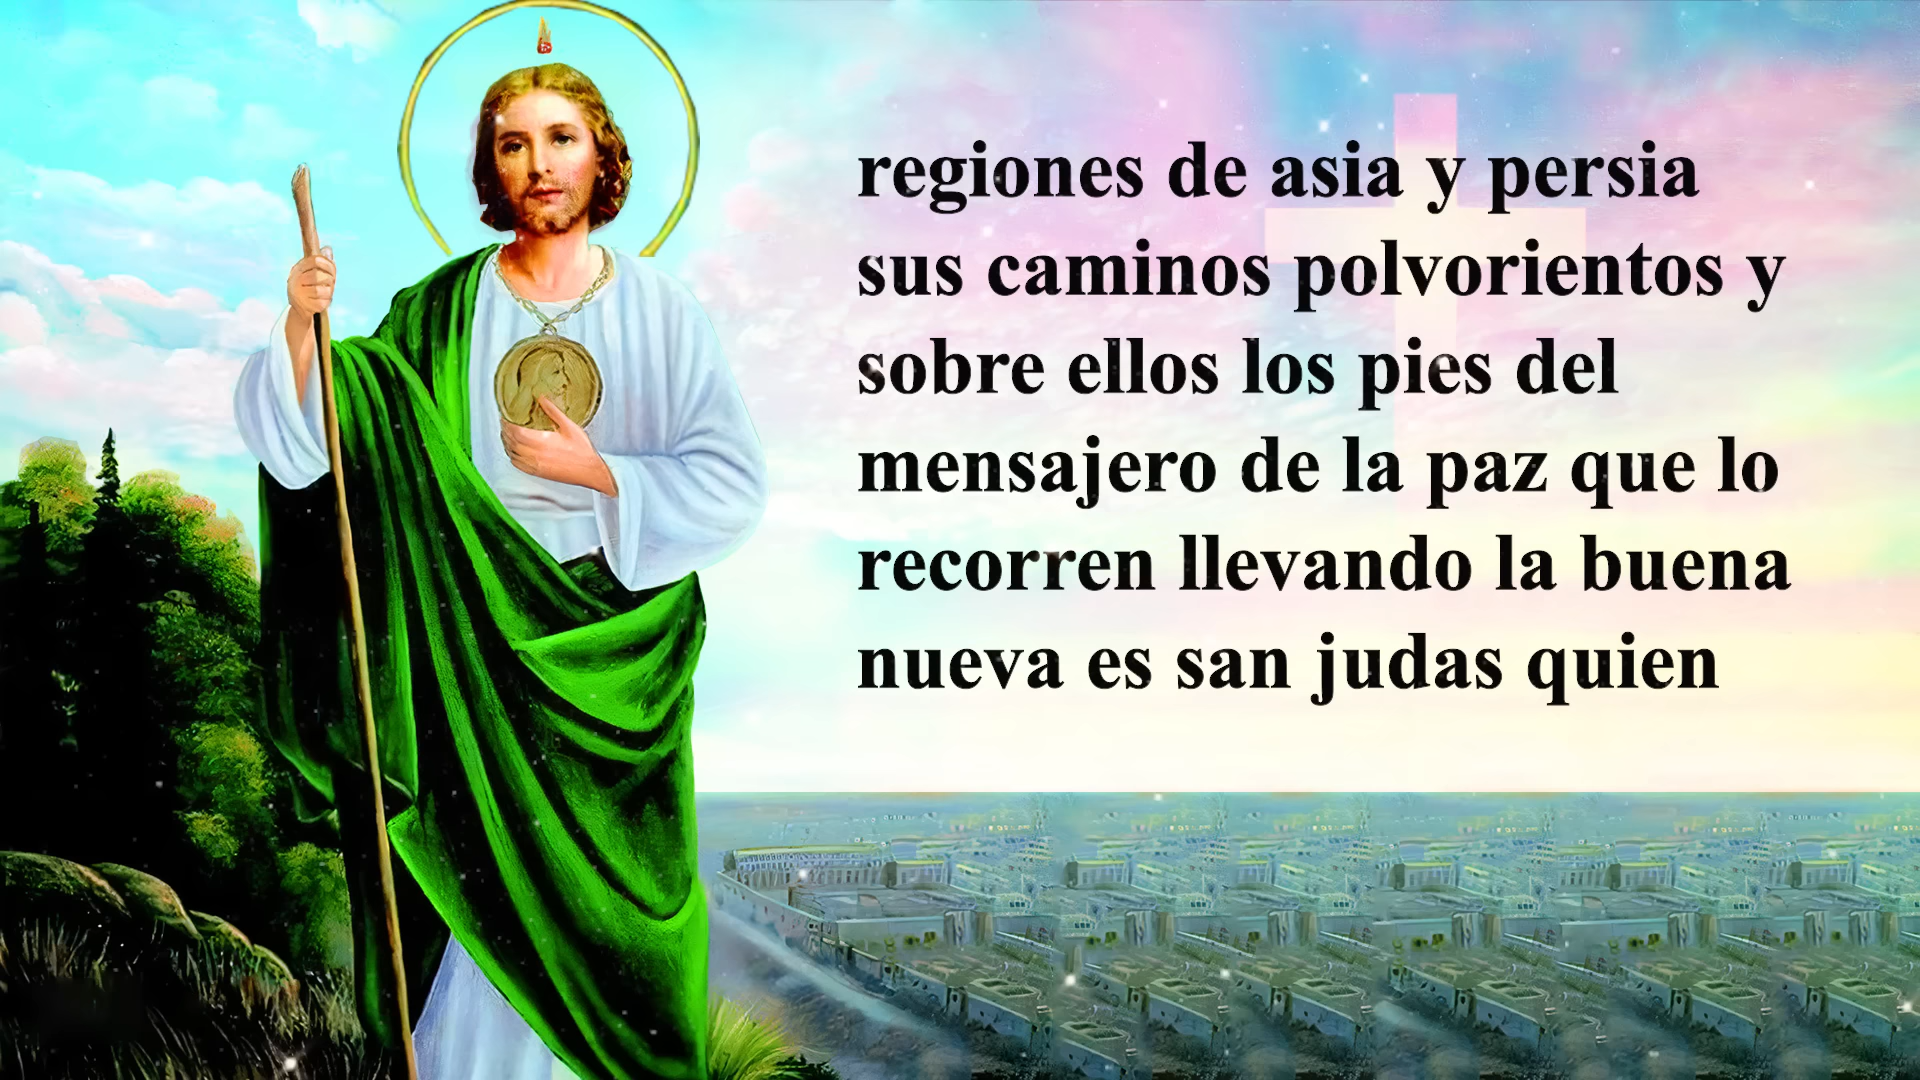 regiones de asia y persia
sus caminos polvorientos y
sobre ellos los pies del
mensajero de la paz que lo
recorren llevando la buena
nueva es san judas quien